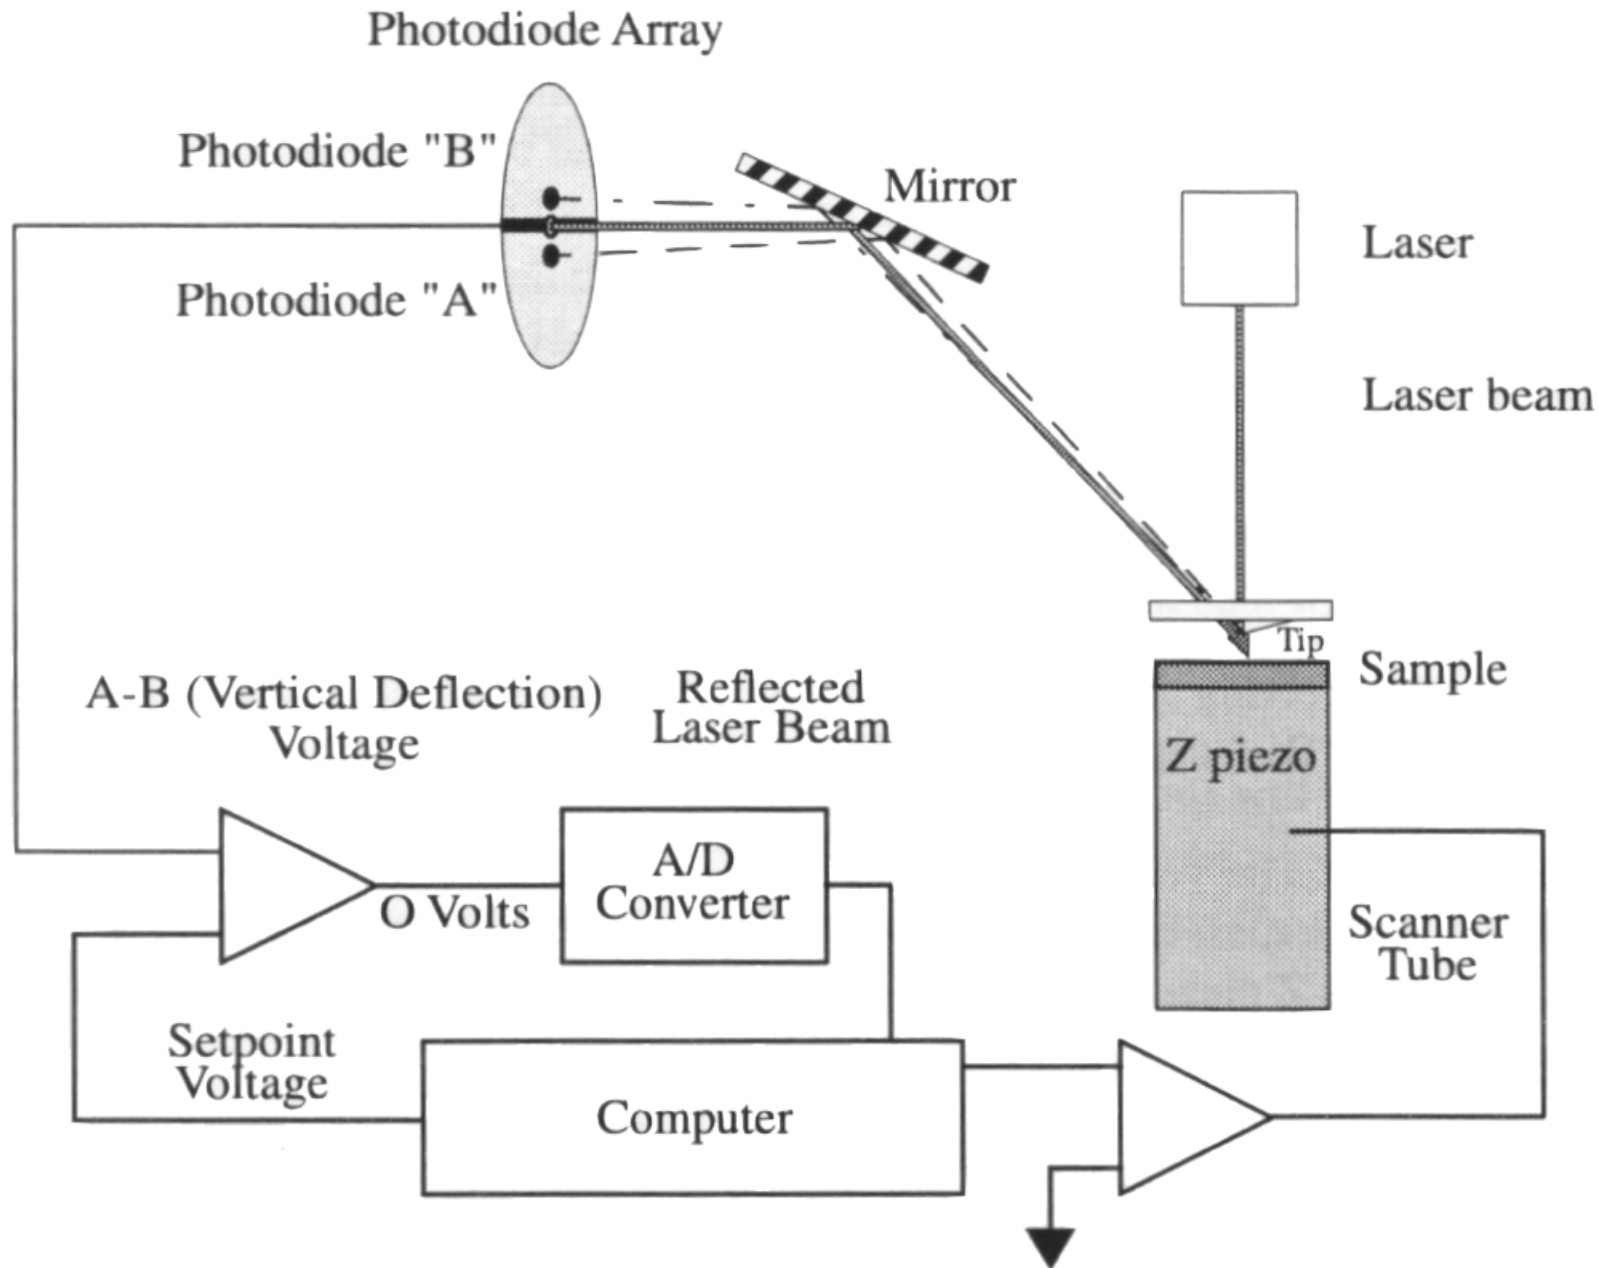 Photodiode Array
Photodiode "B"
Mirror
Laser
Photodiode "A"
Laser beam
Tip
Sample
A-B (Vertical Deflection)
Voltage
Reflected
Laser Beam
Z piezo
A/D
Converter
O Volts
Scanner
Tube
Setpoint
Voltage
Computer